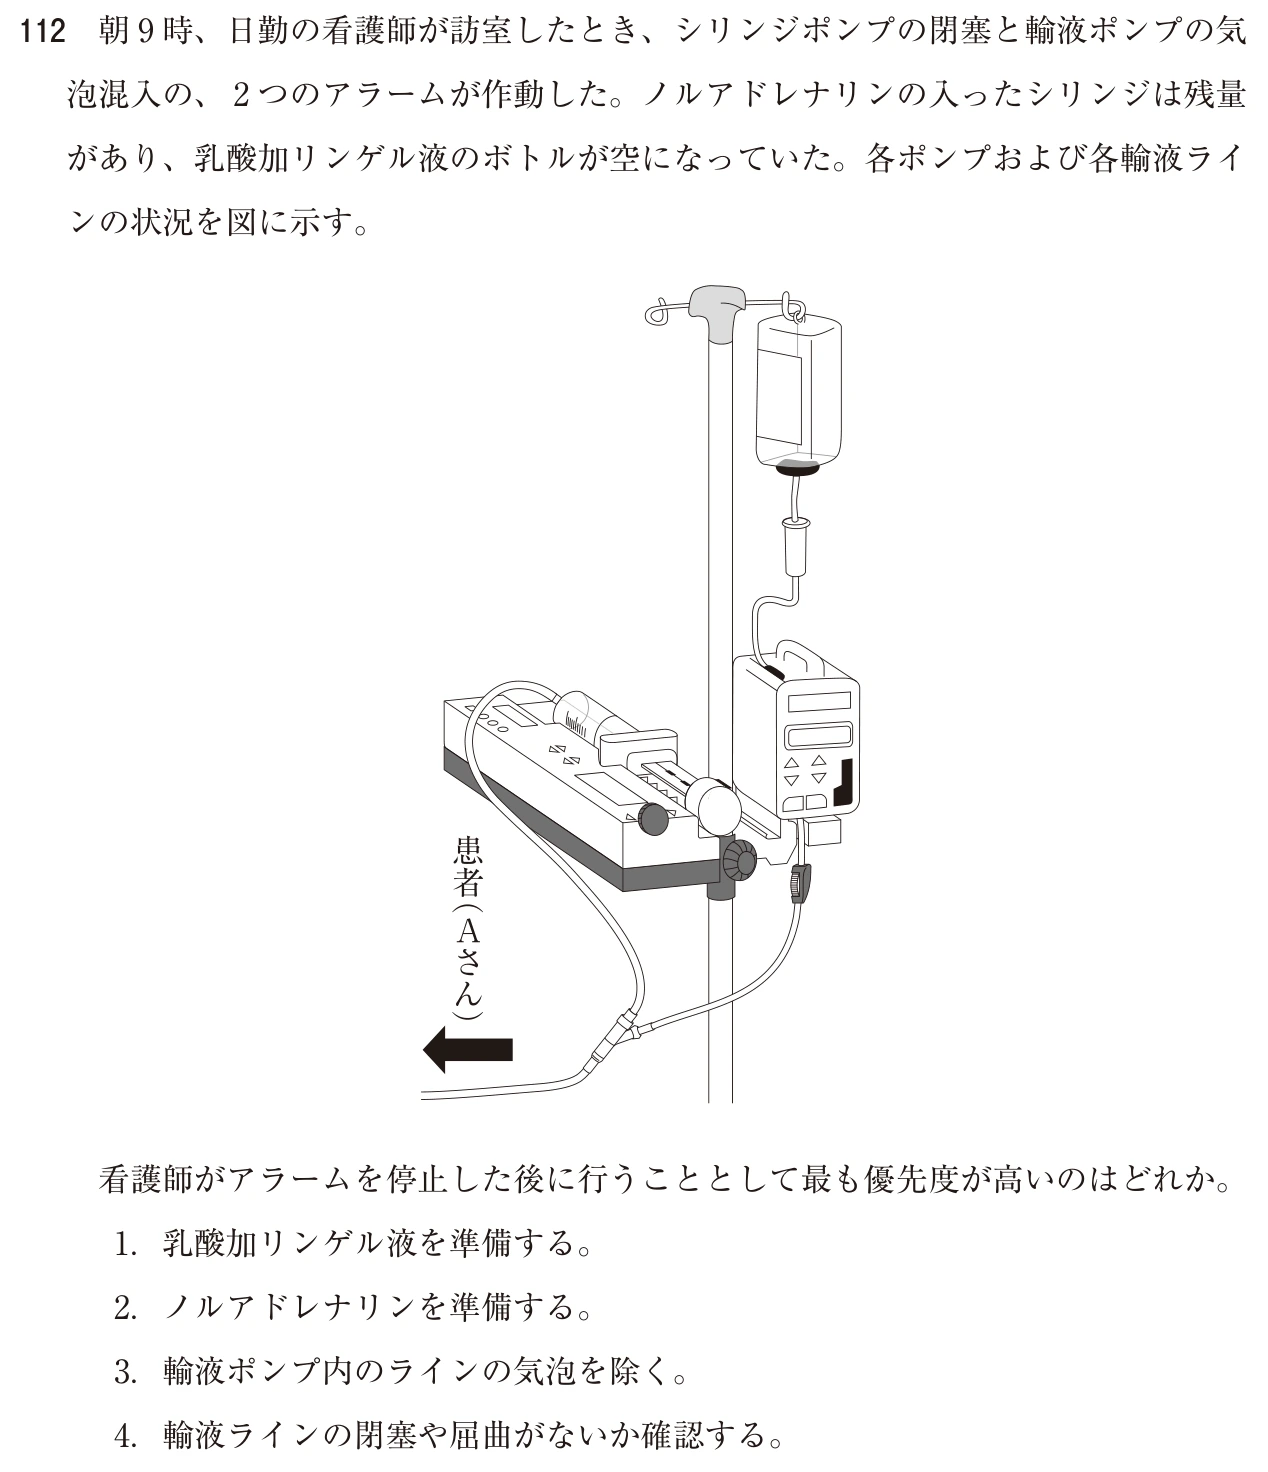 112 朝9時、日勤の看護師が訪室したとき、シリンジポンプの閉塞と輸液ポンプの気
泡混入の、2つのアラームが作動した。ノルアドレナリンの入ったシリンジは残量
があり、乳酸加リンゲル液のボトルが空になっていた。各ポンプおよび各輸液ライ
ンの状況を図に示す。
患者(Aさん)
看護師がアラームを停止した後に行うこととして最も優先度が高いのはどれか。
1. 乳酸加リンゲル液を準備する。
2. ノルアドレナリンを準備する。
3. 輸液ポンプ内のラインの気泡を除く。
4. 輸液ラインの閉塞や屈曲がないか確認する。